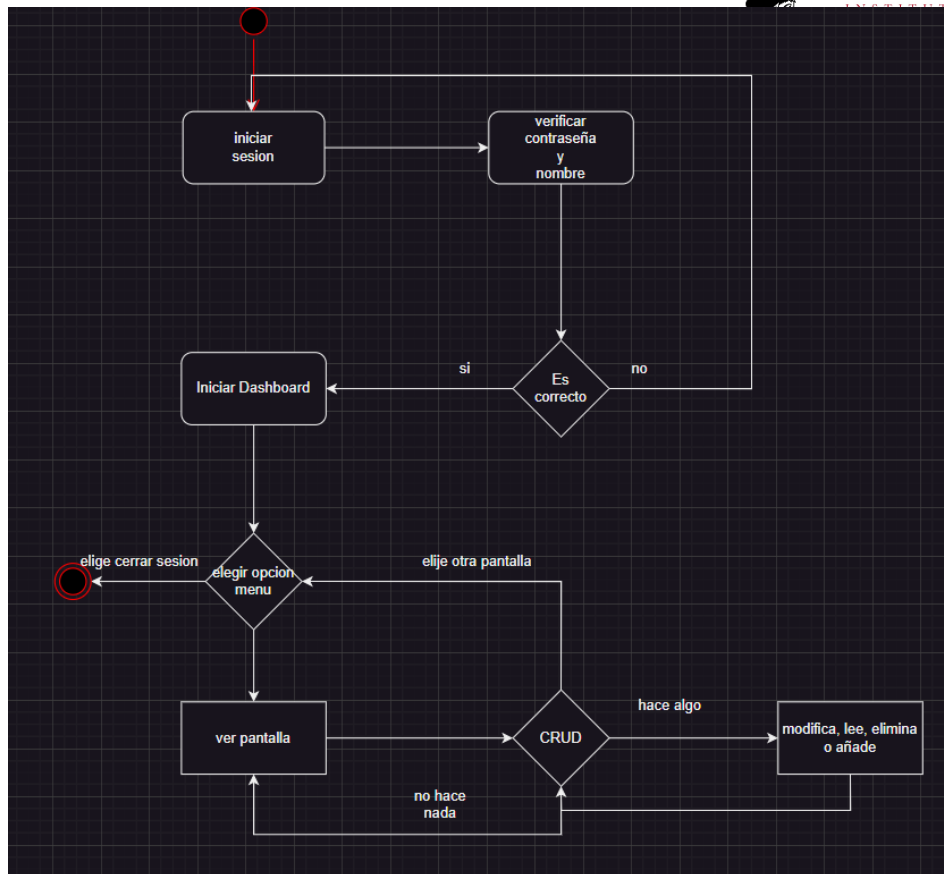 INSTITUT
iniciar
sesion
verificar
contraseña
y
nombre
Es
correcto
si
no
Iniciar Dashboard
elige cerrar sesion
elegir opcion
menu
elije otra pantalla
ver pantalla
CRUD
hace algo
modifica, lee, elimina
o añade
no hace
nada